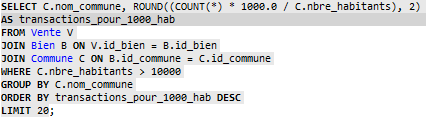 SELECT C.nom_commune, ROUND((COUNT(*) * 1000.0 / C.nbre_habitants), 2)
AS transactions_pour_1000_hab
FROM Vente V
JOIN Bien B ON V.id_bien = B.id_bien
JOIN Commune C ON B.id_commune = C.id_commune
WHERE C.nbre_habitants > 10000
GROUP BY C.nom_commune
ORDER BY transactions_pour_1000_hab DESC
LIMIT 20;